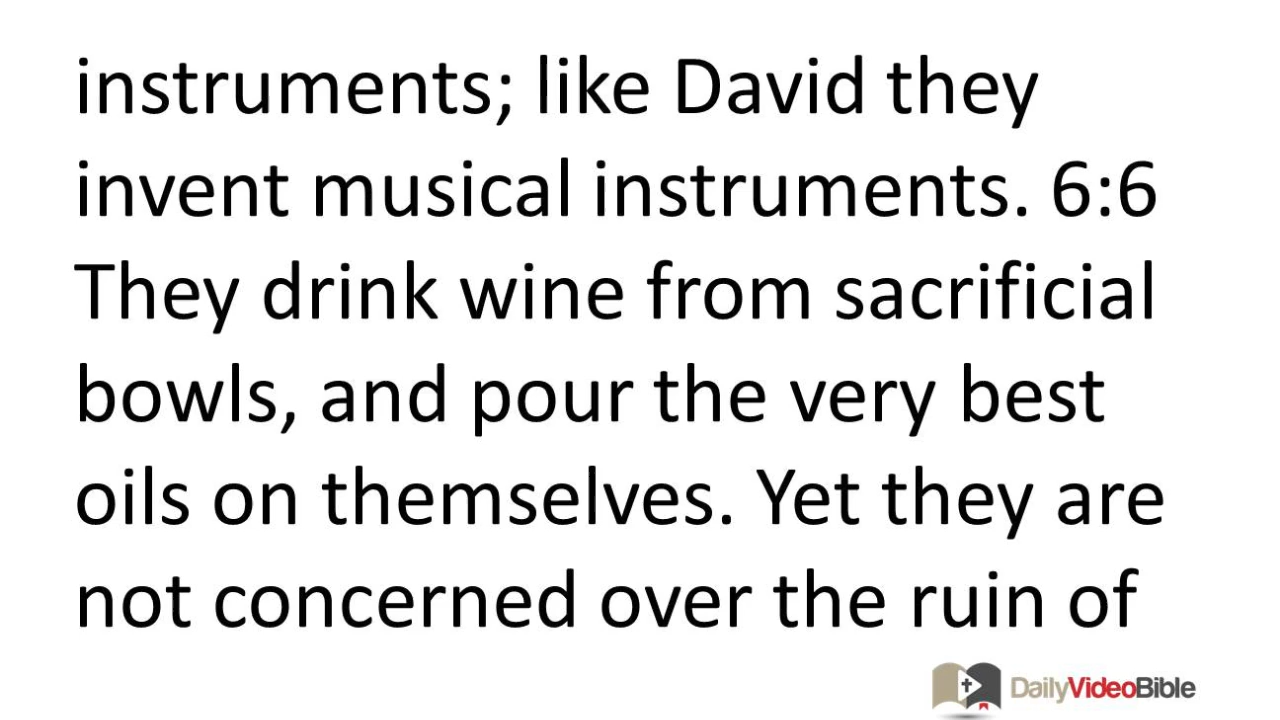 instruments; like David they
invent musical instruments. 6:6
They drink wine from sacrificial
bowls, and pour the very best
oils on themselves. Yet they are
not concerned over the ruin of
DailyVideoBible